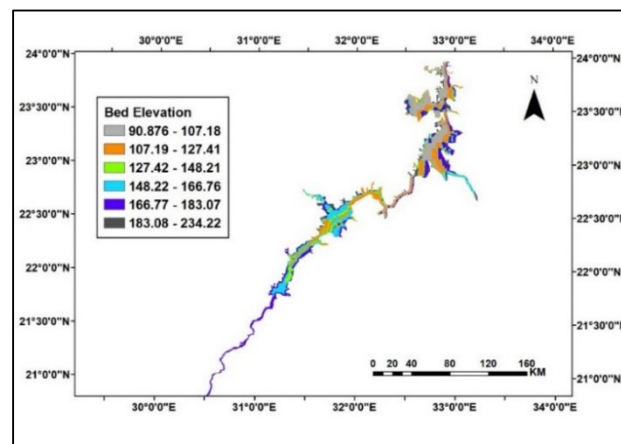 30°0'0"E 31°0'0"E 32°0'0"E 33°0'0"E 34°0'0"E
24°0'0"N 24°0'0"N
N
23°30'0"N 23°30'0"N
Bed Elevation
90.876 - 107.18
107.19 - 127.41
127.42 - 148.21
148.22 - 166.76
166.77 - 183.07
183.08 - 234.22
23°0'0"N 23°0'0"N
22°30'0"N 22°30'0"N
22°0'0"N 22°0'0"N
21°30'0"N 21°30'0"N
0 20 40 80 120 160
KM
21°0'0"N 21°0'0"N
30°0'0"E 31°0'0"E 32°0'0"E 33°0'0"E 34°0'0"E